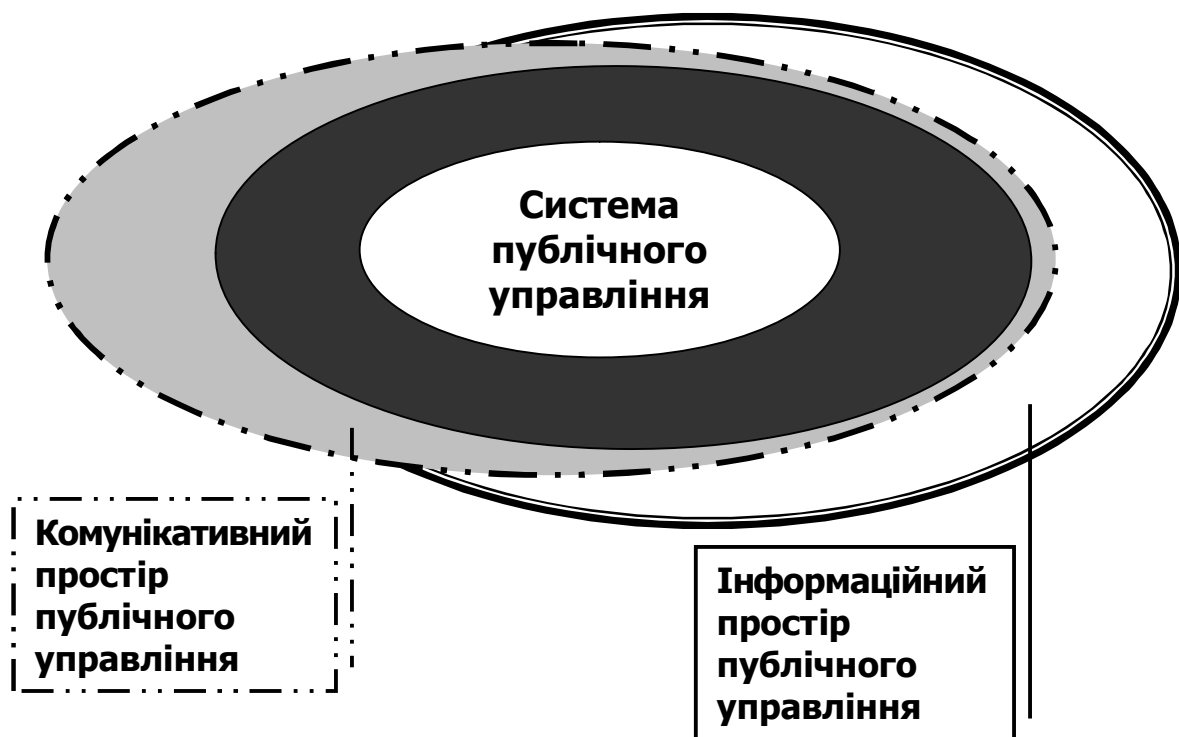 Система
публічного
управління
Комунікативний
простір
публічного
управління
Інформаційний
простір
публічного
управління